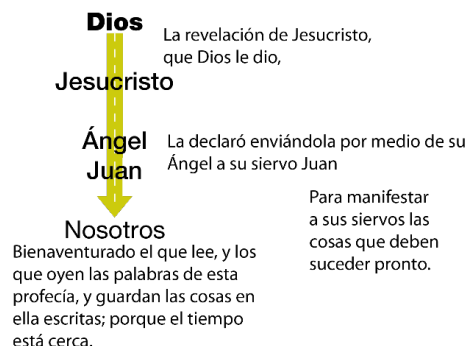 Dios
La revelación de Jesucristo,
que Dios le dio,
Jesucristo
Ángel
La declaró enviándola por medio de su
Ángel a su siervo Juan
Juan
Para manifestar
a sus siervos las
cosas que deben
suceder pronto.
Nosotros
Bienaventurado el que lee, y los
que oyen las palabras de esta
profecía, y guardan las cosas en
ella escritas; porque el tiempo
está cerca.